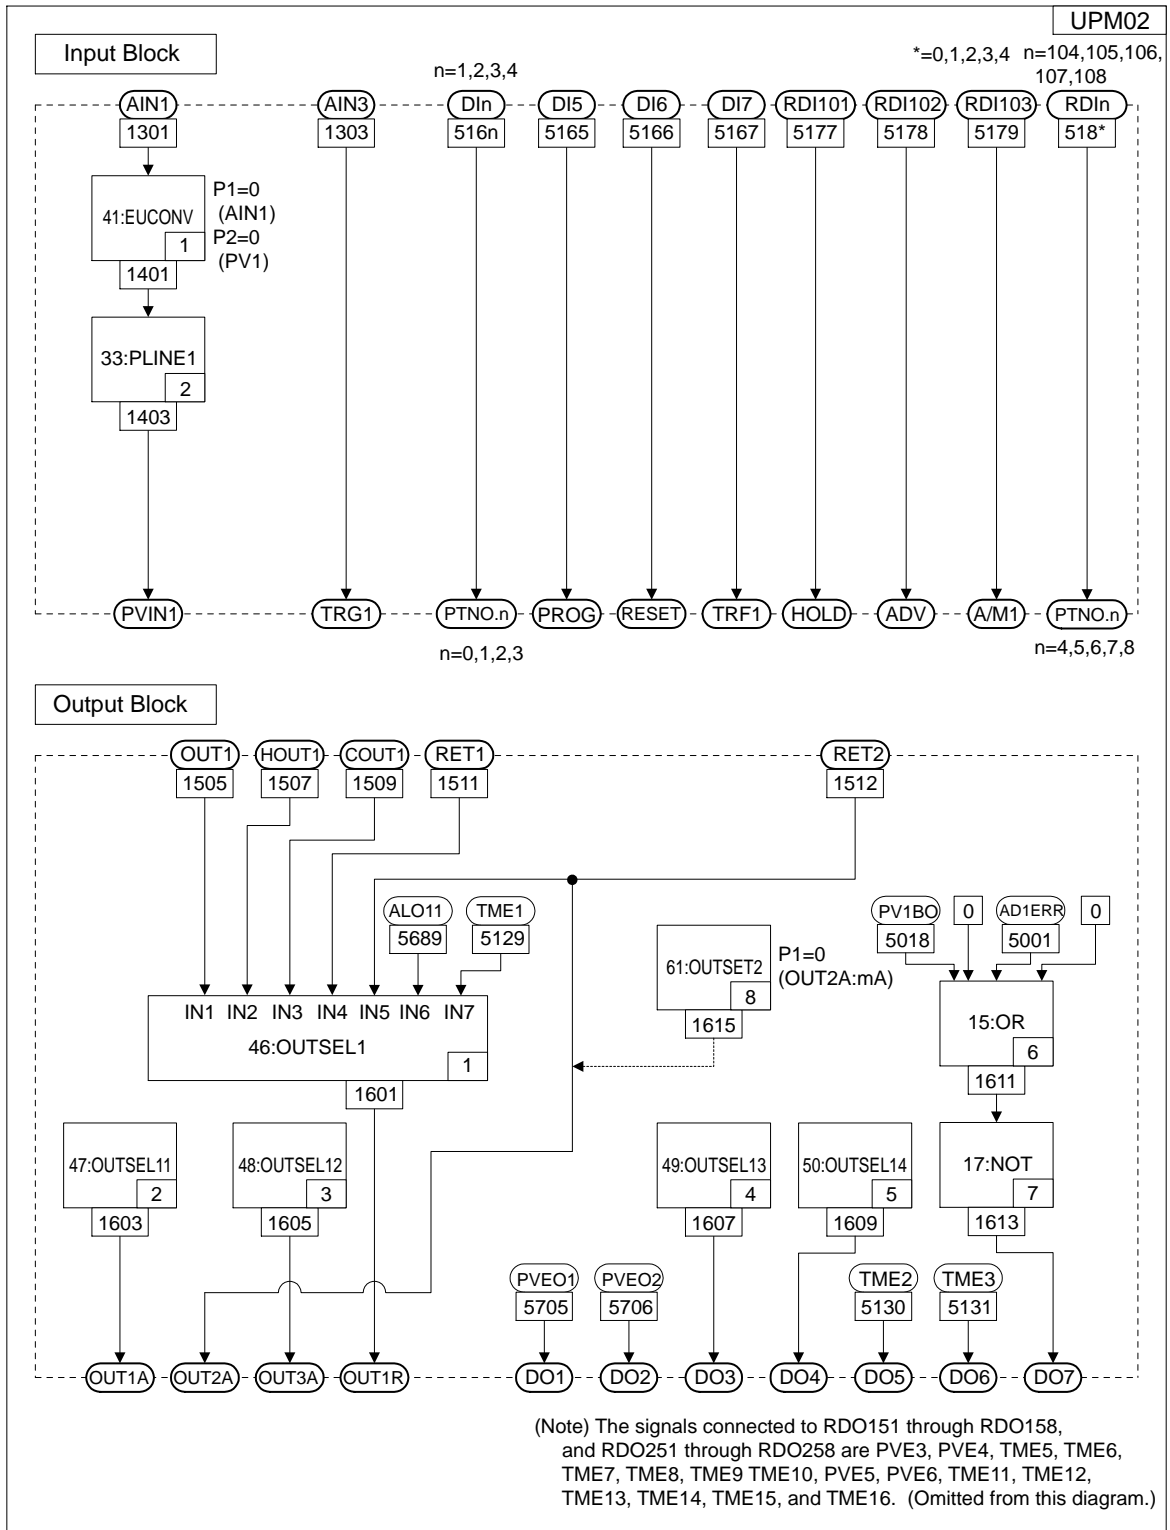 UPM02
Input Block
*=0,1,2,3,4 n=104,105,106,
107,108
n=1,2,3,4
AIN1 AIN3 DIn DI5 DI6 DI7 RDI101 RDI102 RDI103 RDIn
1301 1303 516n 5165 5166 5167 5177 5178 5179 518*
P1=0
(AIN1)
41:EUCONV
P2=0
1
(PV1)
1401
33:PLINE1
2
1403
PVIN1 TRG1 PTNO.n PROG RESET TRF1 HOLD ADV A/M1 PTNO.n
n=0,1,2,3
n=4,5,6,7,8
Output Block
OUT1 HOUT1 COUT1 RET1 RET2
1505 1507 1509 1511 1512
ALO11 TME1 PV1BO 0 AD1ERR 0
5689 5129 5018 5001
61:OUTSET2
P1=0
(OUT2A:mA)
8
1615
IN1 IN2 IN3 IN4 IN5 IN6 IN7
46:OUTSEL1
1
1601
15:OR
6
1611
47:OUTSEL11 48:OUTSEL12 49:OUTSEL13 50:OUTSEL14 17:NOT
2 3 4 5 7
1603 1605 1607 1609 1613
PVEO1 PVEO2 TME2 TME3
5705 5706 5130 5131
OUT1A OUT2A OUT3A OUT1R DO1 DO2 DO3 DO4 DO5 DO6 DO7
(Note) The signals connected to RDO151 through RDO158,
and RDO251 through RDO258 are PVE3, PVE4, TME5, TME6,
TME7, TME8, TME9 TME10, PVE5, PVE6, TME11, TME12,
TME13, TME14, TME15, and TME16. (Omitted from this diagram.)